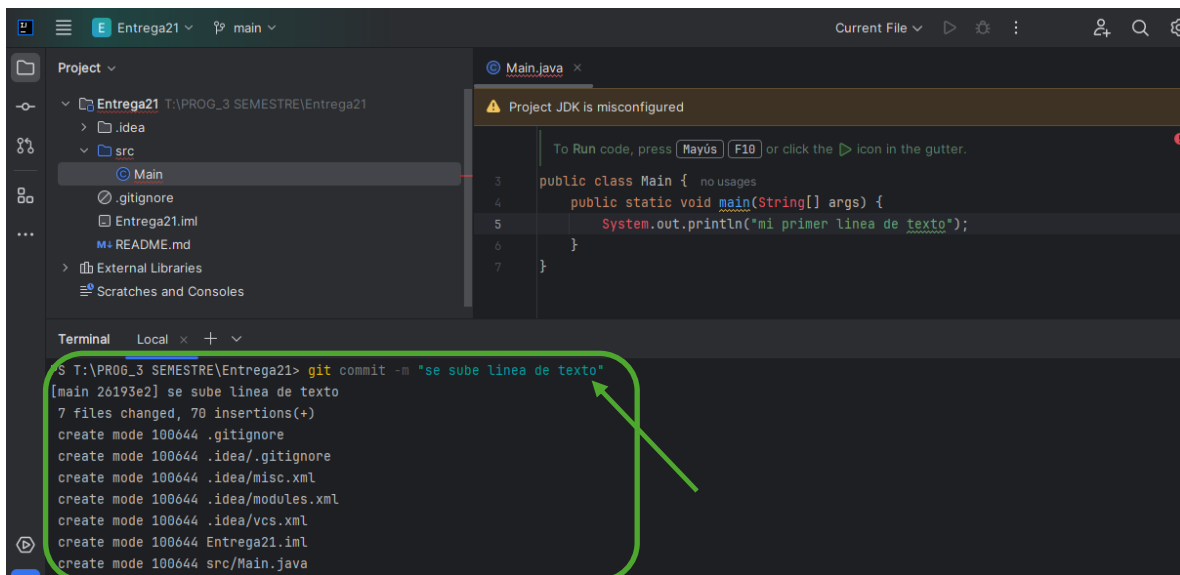 E Entrega21 main Current File
Project
Main.java
Entrega21 T:\PROG_3 SEMESTRE\Entrega21
Project JDK is misconfigured
.idea
To Run code, press Mayús F10 or click the icon in the gutter.
src
Main
3 public class Main { no usages
.gitignore
4 public static void main(String[] args) {
Entrega21.iml
5 System.out.println("mi primer linea de texto");
M↓ README.md
6 }
External Libraries
7 }
Scratches and Consoles
Terminal Local
PS T:\PROG_3 SEMESTRE\Entrega21> git commit -m "se sube linea de texto"
[main 26193e2] se sube linea de texto
7 files changed, 70 insertions(+)
create mode 100644 .gitignore
create mode 100644 .idea/.gitignore
create mode 100644 .idea/misc.xml
create mode 100644 .idea/modules.xml
create mode 100644 .idea/vcs.xml
create mode 100644 Entrega21.iml
create mode 100644 src/Main.java